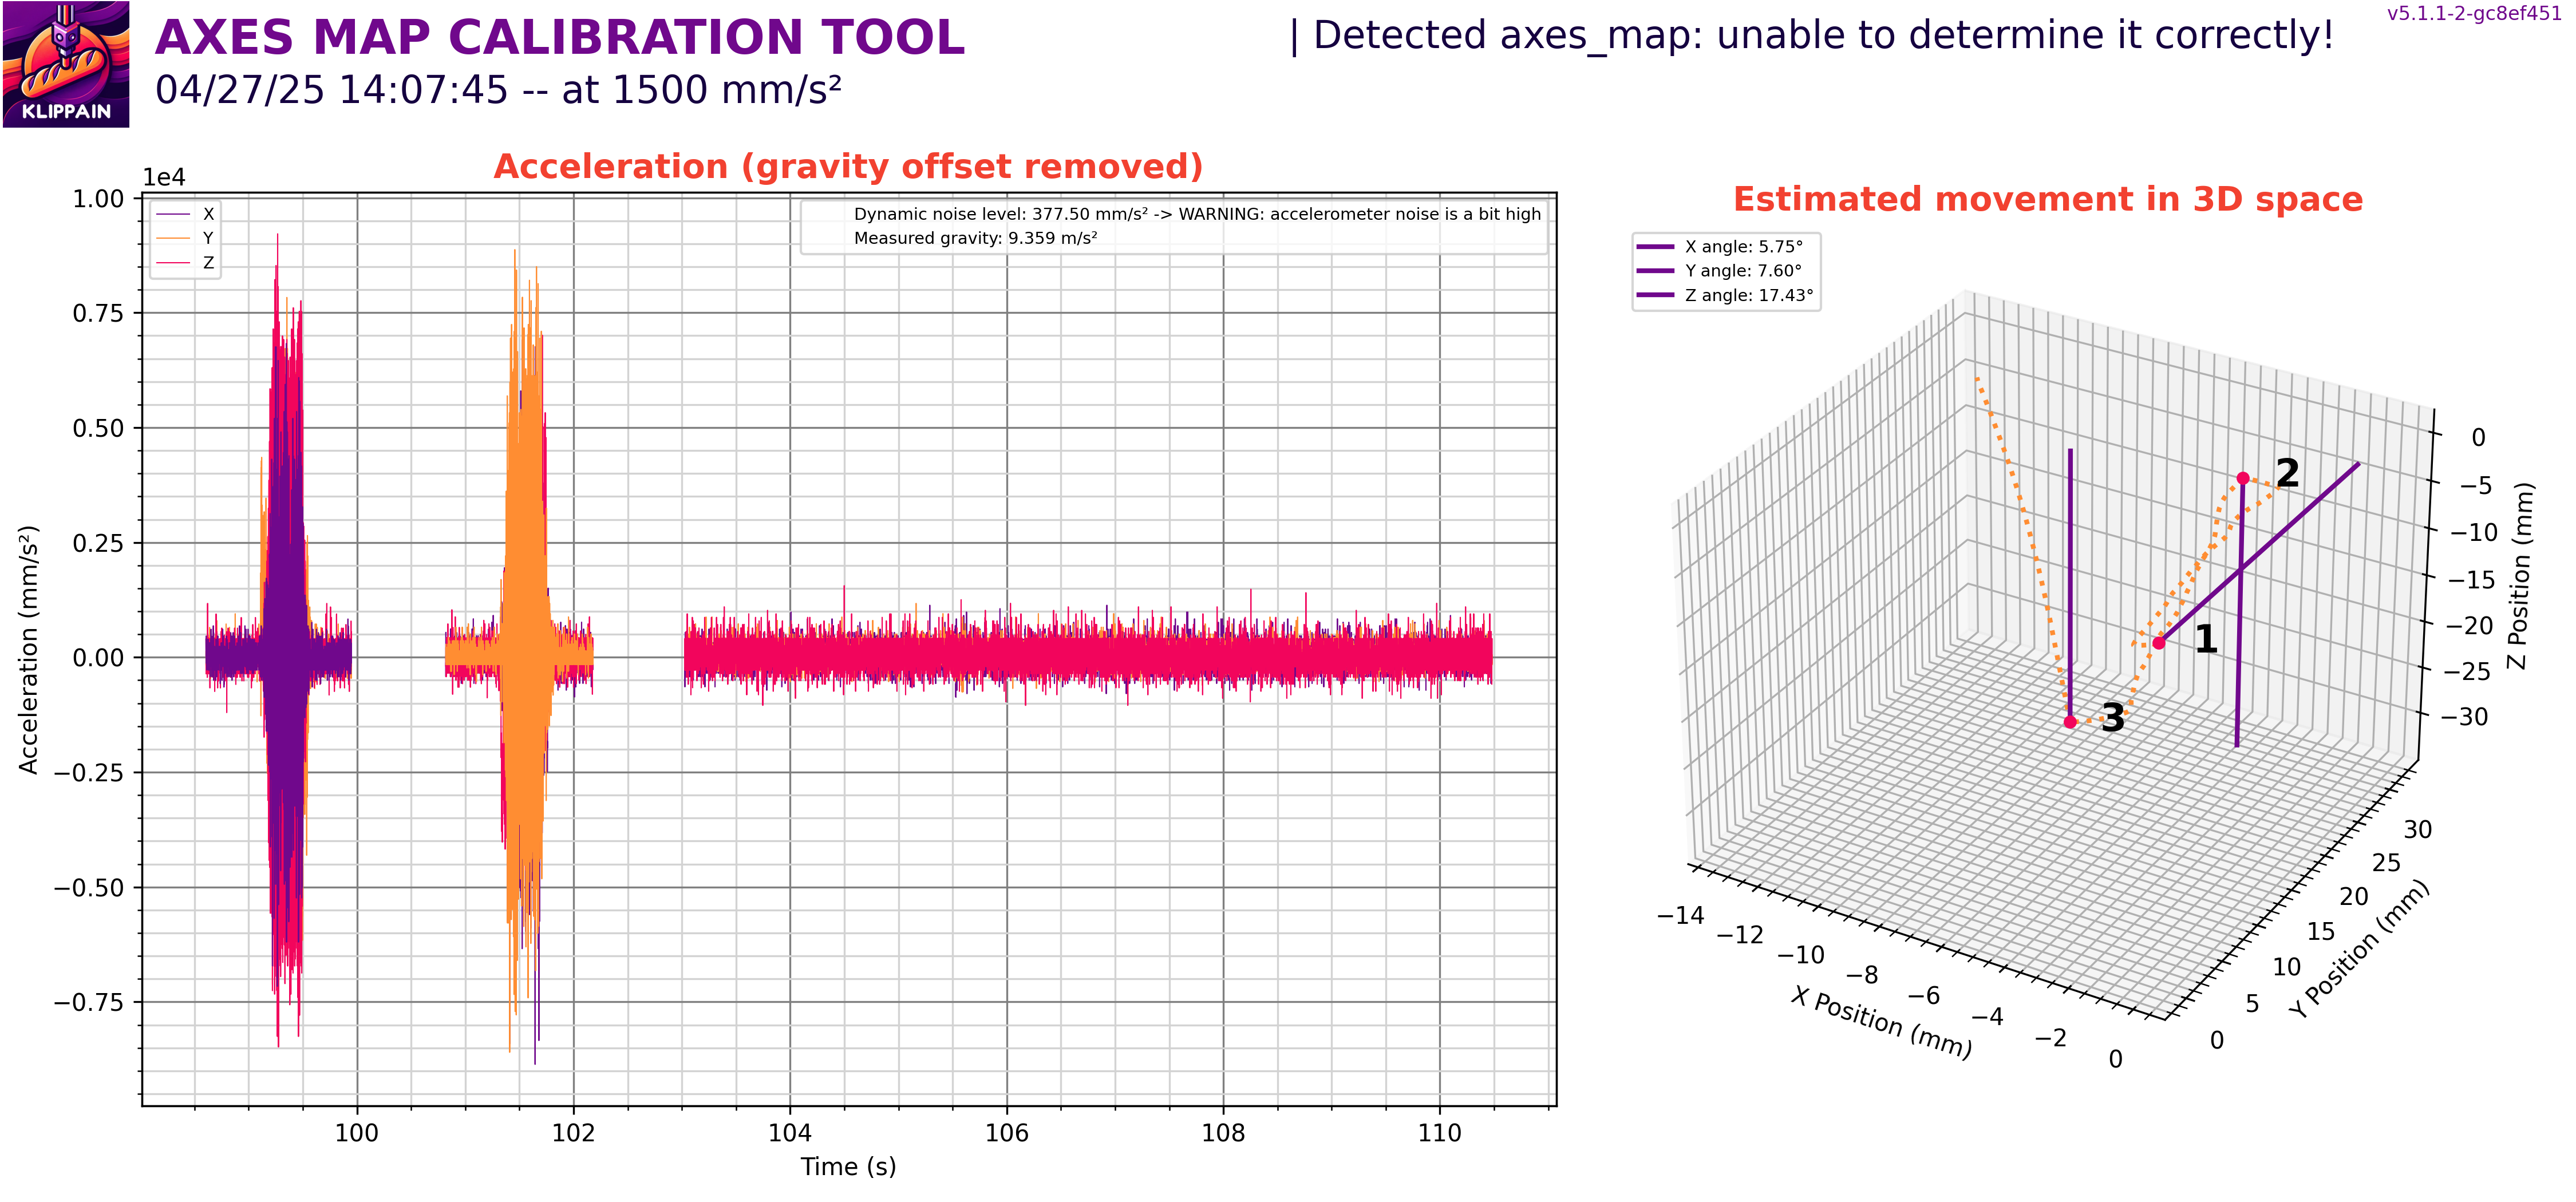 KLIPPAIN
AXES MAP CALIBRATION TOOL
04/27/25 14:07:45 -- at 1500 mm/s²
| Detected axes_map: unable to determine it correctly!
v5.1.1-2-gc8ef451
Acceleration (gravity offset removed)
1e4
X
Y
Z
Dynamic noise level: 377.50 mm/s² -> WARNING: accelerometer noise is a bit high
Measured gravity: 9.359 m/s²
1.00
0.75
0.50
0.25
0.00
−0.25
−0.50
−0.75
Acceleration (mm/s²)
100
102
104
106
108
110
Time (s)
Estimated movement in 3D space
X angle: 5.75°
Y angle: 7.60°
Z angle: 17.43°
2
1
3
0
−5
−10
−15
−20
−25
−30
Z Position (mm)
−14
−12
−10
−8
−6
−4
−2
0
X Position (mm)
0
5
10
15
20
25
30
Y Position (mm)